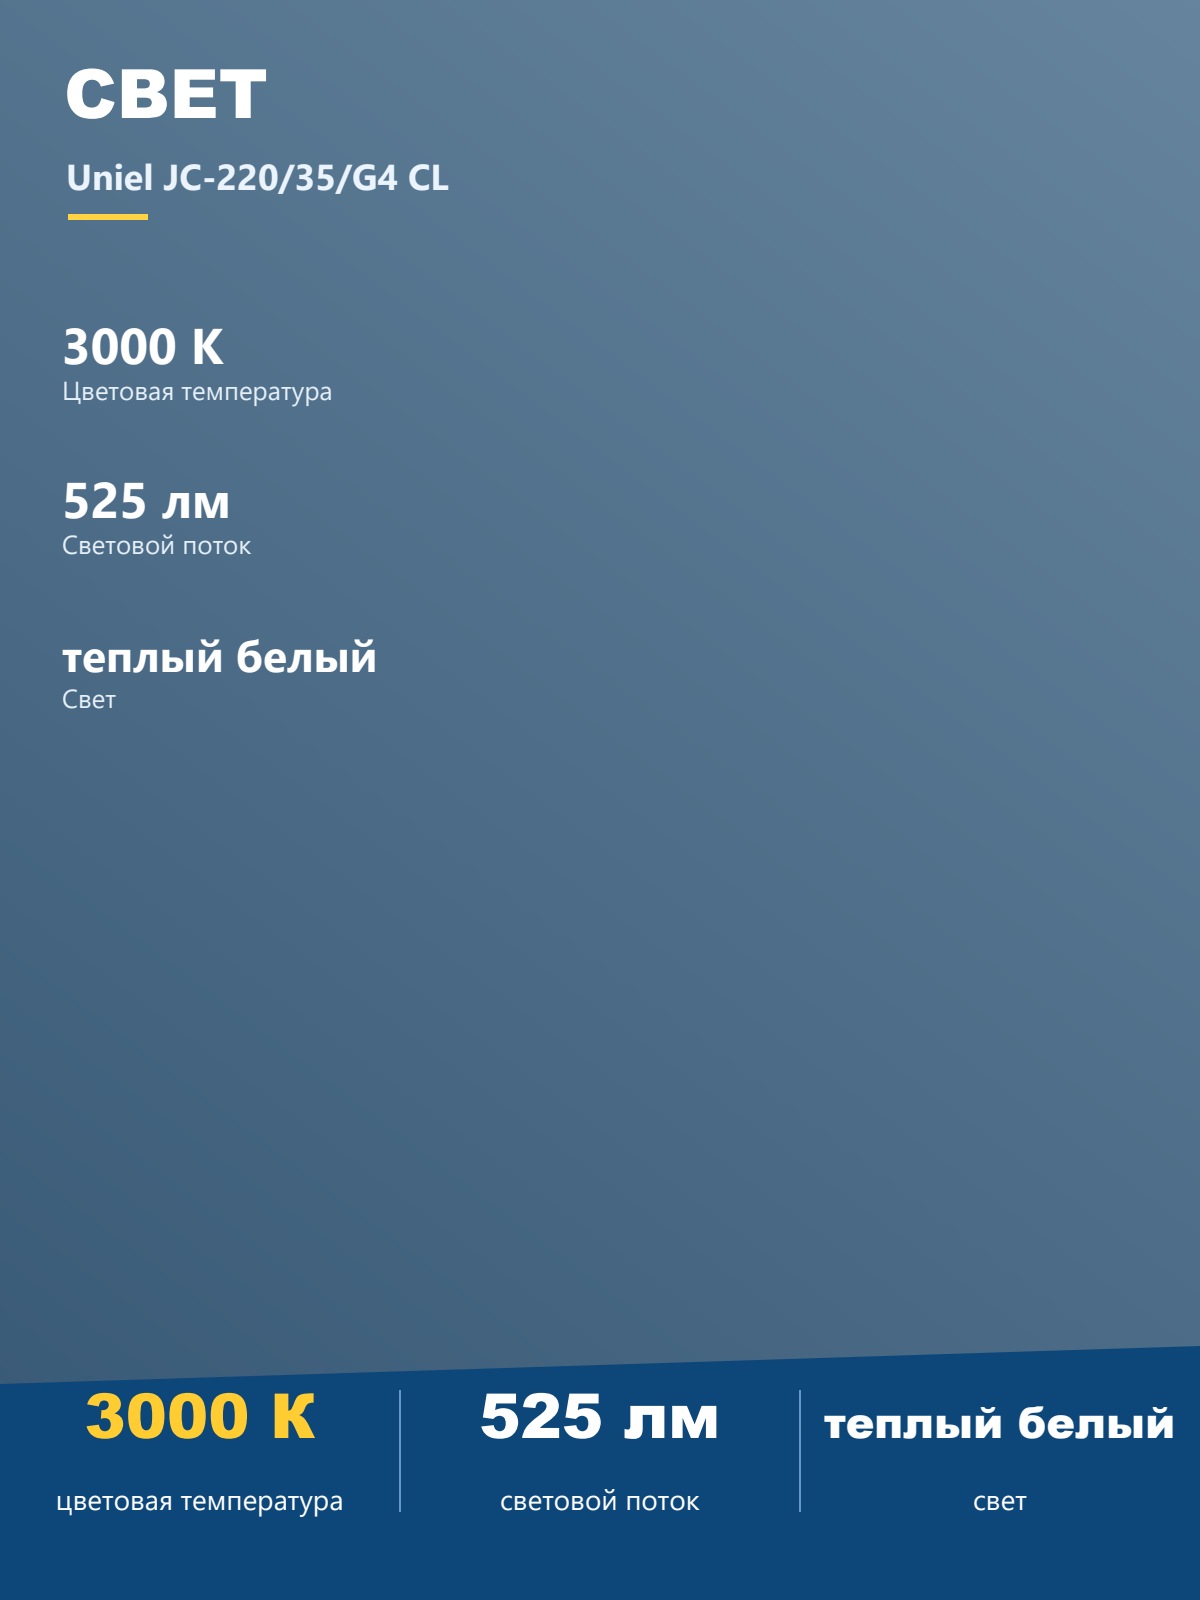 СВЕТ
Uniel JC-220/35/G4 CL
3000 К
Цветовая температура
525 лм
Световой поток
теплый белый
Свет
3000 К
цветовая температура
525 лм
световой поток
теплый белый
свет